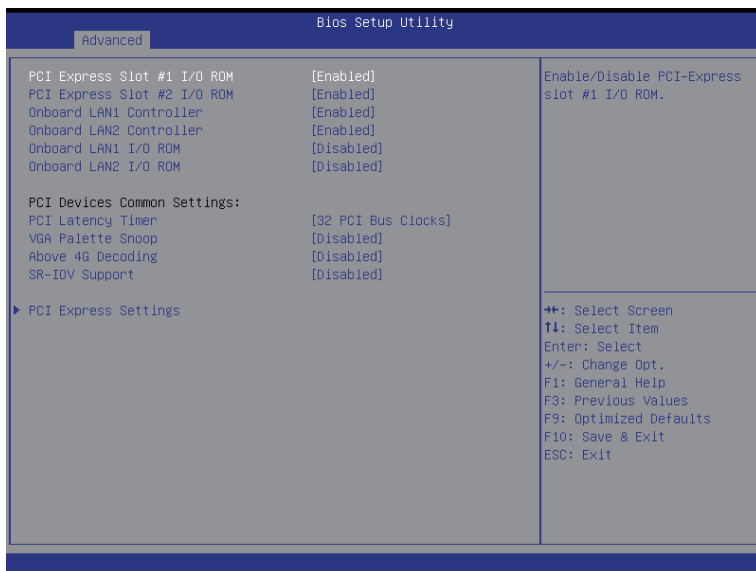 Bios Setup Utility
Advanced
PCI Express Slot #1 I/O ROM [Enabled]
PCI Express Slot #2 I/O ROM [Enabled]
Onboard LAN1 Controller [Enabled]
Onboard LAN2 Controller [Enabled]
Onboard LAN1 I/O ROM [Disabled]
Onboard LAN2 I/O ROM [Disabled]
PCI Devices Common Settings:
PCI Latency Timer [32 PCI Bus Clocks]
VGA Palette Snoop [Disabled]
Above 4G Decoding [Disabled]
SR-IOV Support [Disabled]
PCI Express Settings
Enable/Disable PCI-Express
slot #1 I/O ROM.
→←: Select Screen
↑↓: Select Item
Enter: Select
+/-: Change Opt.
F1: General Help
F3: Previous Values
F9: Optimized Defaults
F10: Save & Exit
ESC: Exit